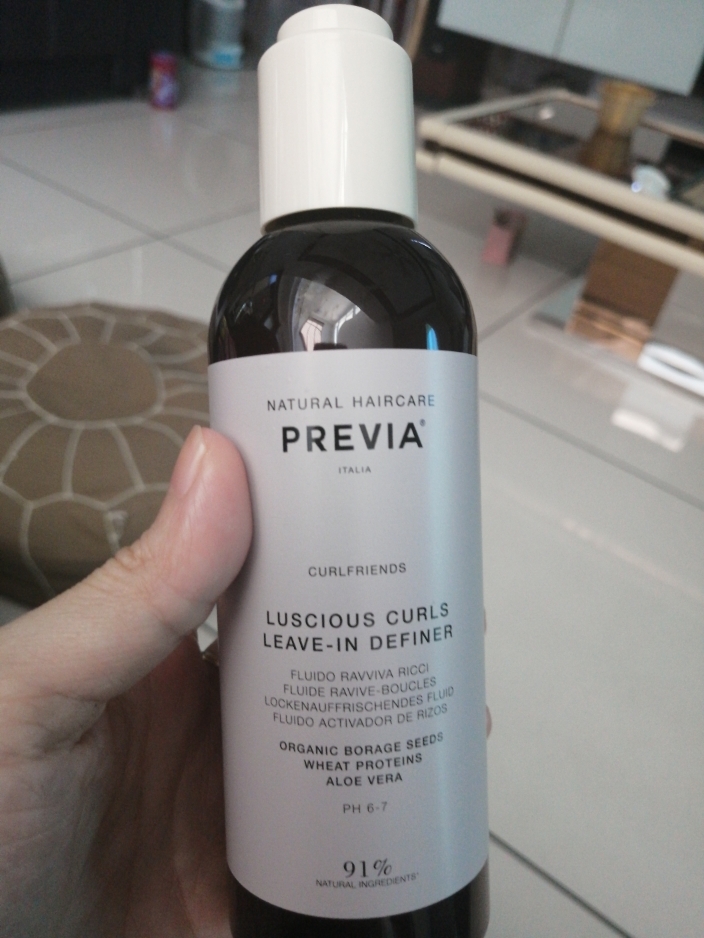 NATURAL HAIRCARE
PREVIA®
ITALIA
CURLFRIENDS
LUSCIOUS CURLS
LEAVE-IN DEFINER
FLUIDO RAVVIVA RICCI
FLUIDE RAVIVE-BOUCLES
LOCKENAUFFRISCHENDES FLUID
FLUIDO ACTIVADOR DE RIZOS
ORGANIC BORAGE SEEDS
WHEAT PROTEINS
ALOE VERA
PH 6-7
91%
NATURAL INGREDIENTS*